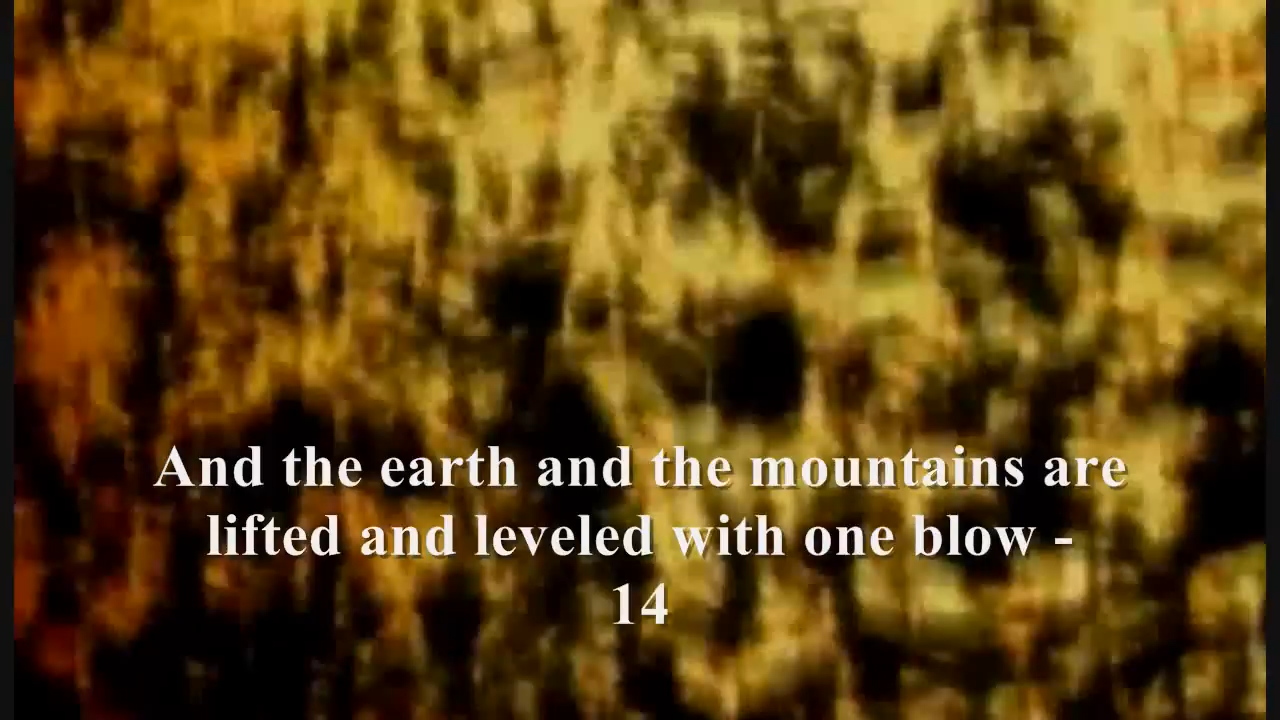 And the earth and the mountains are
lifted and leveled with one blow -
14